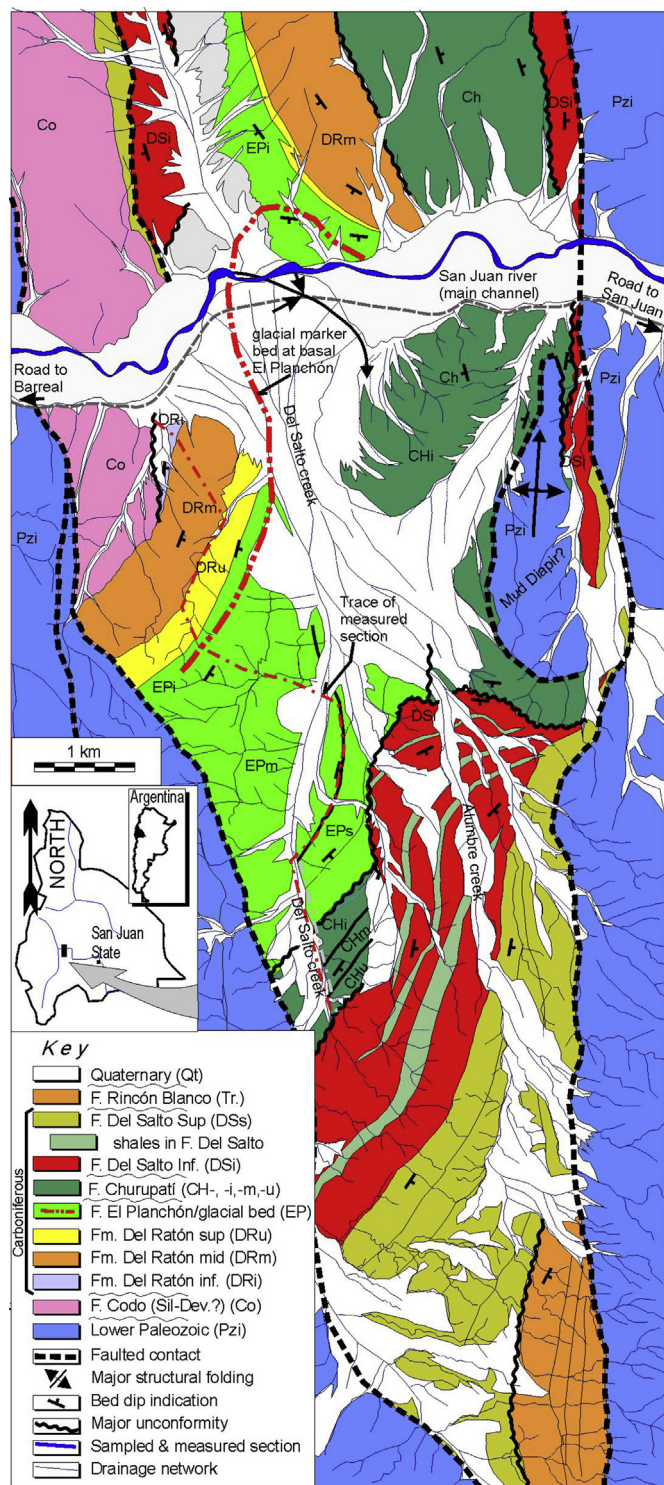 Co
DSi
EPi
DRm
Ch
DSi
Pzi
San Juan river
(main channel)
Road to
San Juan
glacial marker
bed at basal
El Planchón
Road to
Barreal
Del Salto creek
Ch
CHi
Pzi
DSi
Pzi
Mud Diapir?
Co
DRi
DRm
DRu
Pzi
Trace of
measured
section
EPi
EPm
DS
EPs
Alumbre creek
Del Salto creek
CHi
CHm
CHu
1 km
NORTH
Argentina
San Juan
State
Key
Quaternary (Qt)
F. Rincón Blanco (Tr.)
F. Del Salto Sup (DSs)
shales in F. Del Salto
F. Del Salto Inf. (DSi)
F. Churupatí (CH-, -i,-m,-u)
F. El Planchón/glacial bed (EP)
Fm. Del Ratón sup (DRu)
Fm. Del Ratón mid (DRm)
Fm. Del Ratón inf. (DRi)
Carboniferous
F. Codo (Sil-Dev.?) (Co)
Lower Paleozoic (Pzi)
Faulted contact
Major structural folding
Bed dip indication
Major unconformity
Sampled & measured section
Drainage network